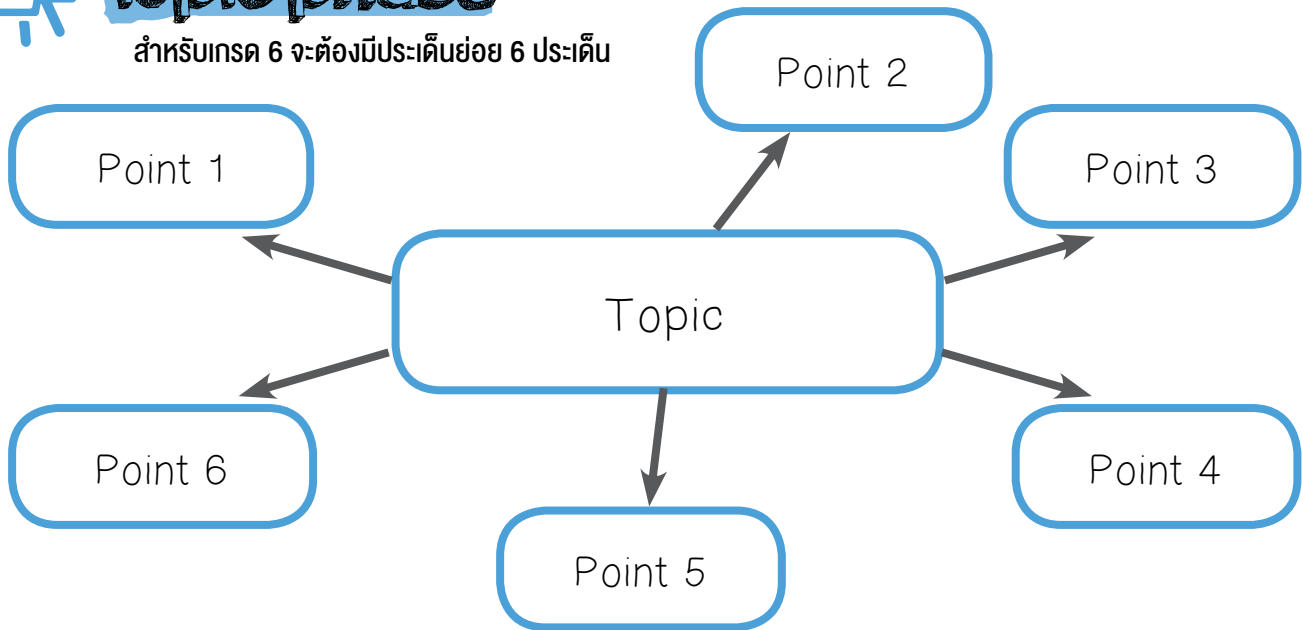 topic phase
สำหรับเกรด 6 จะต้องมีประเด็นย่อย 6 ประเด็น
Point 2
Point 1
Point 3
Topic
Point 6
Point 4
Point 5